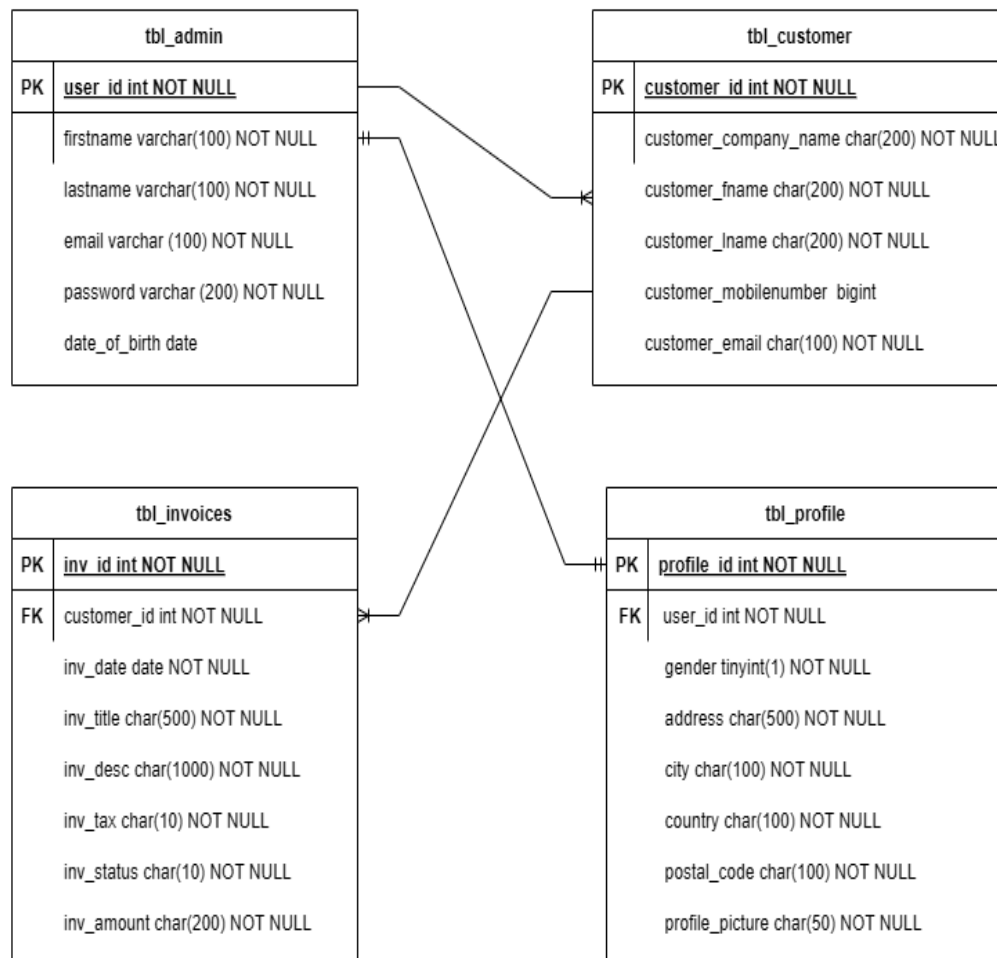 tbl_admin
PK user_id int NOT NULL
firstname varchar(100) NOT NULL
lastname varchar(100) NOT NULL
email varchar (100) NOT NULL
password varchar (200) NOT NULL
date_of_birth date
tbl_customer
PK customer_id int NOT NULL
customer_company_name char(200) NOT NULL
customer_fname char(200) NOT NULL
customer_lname char(200) NOT NULL
customer_mobilenumber bigint
customer_email char(100) NOT NULL
tbl_invoices
PK inv_id int NOT NULL
FK customer_id int NOT NULL
inv_date date NOT NULL
inv_title char(500) NOT NULL
inv_desc char(1000) NOT NULL
inv_tax char(10) NOT NULL
inv_status char(10) NOT NULL
inv_amount char(200) NOT NULL
tbl_profile
PK profile_id int NOT NULL
FK user_id int NOT NULL
gender tinyint(1) NOT NULL
address char(500) NOT NULL
city char(100) NOT NULL
country char(100) NOT NULL
postal_code char(100) NOT NULL
profile_picture char(50) NOT NULL